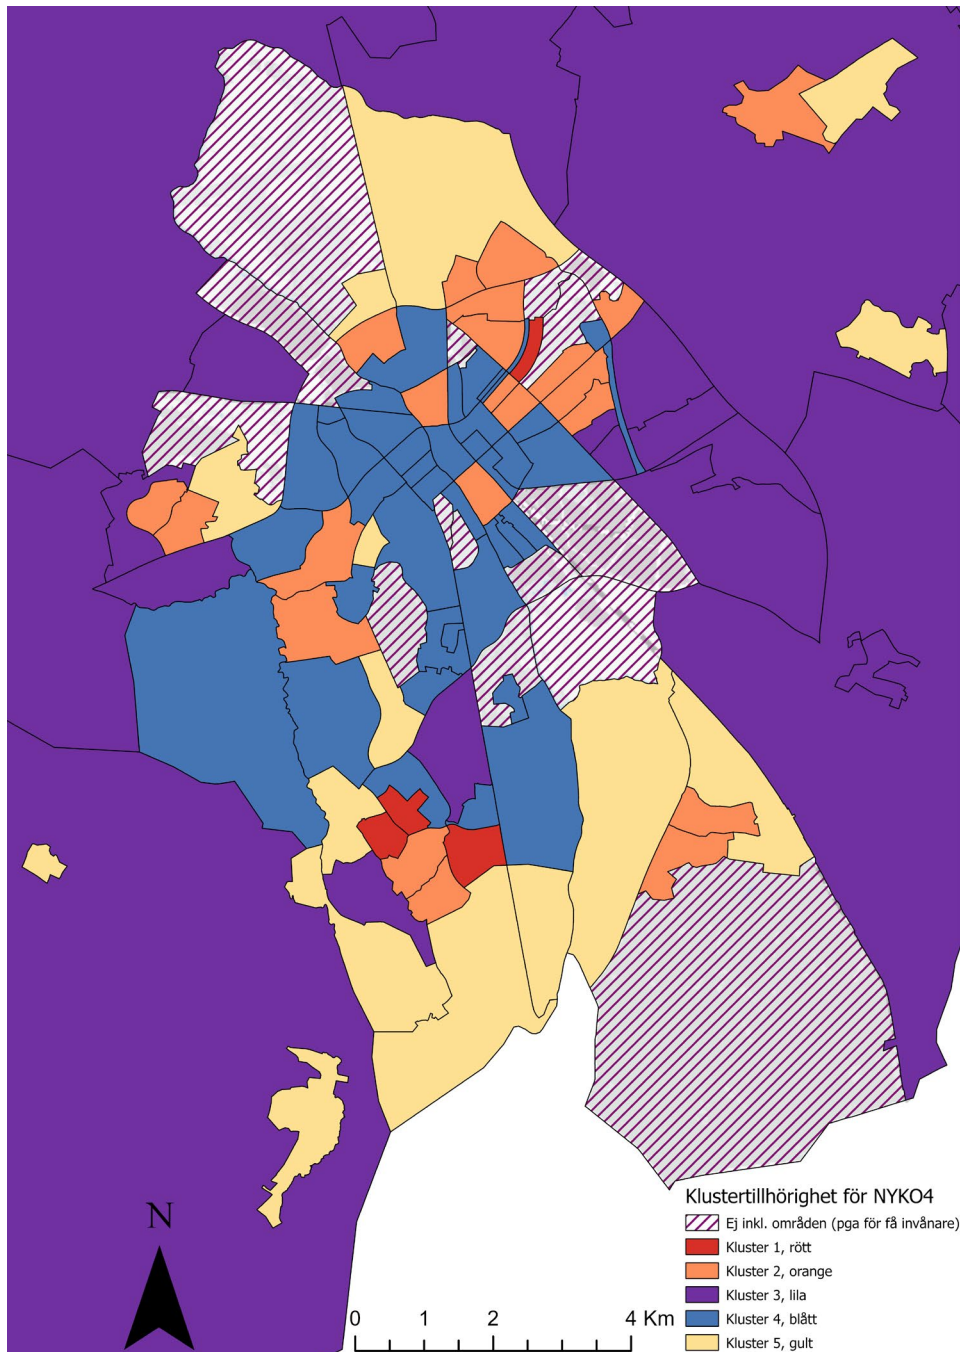 Klustertillhörighet för NYKO4
Ej inkl. områden (pga för få invånare)
Kluster 1, rött
Kluster 2, orange
Kluster 3, lila
Kluster 4, blått
Kluster 5, gult
N
0 1 2 4 Km